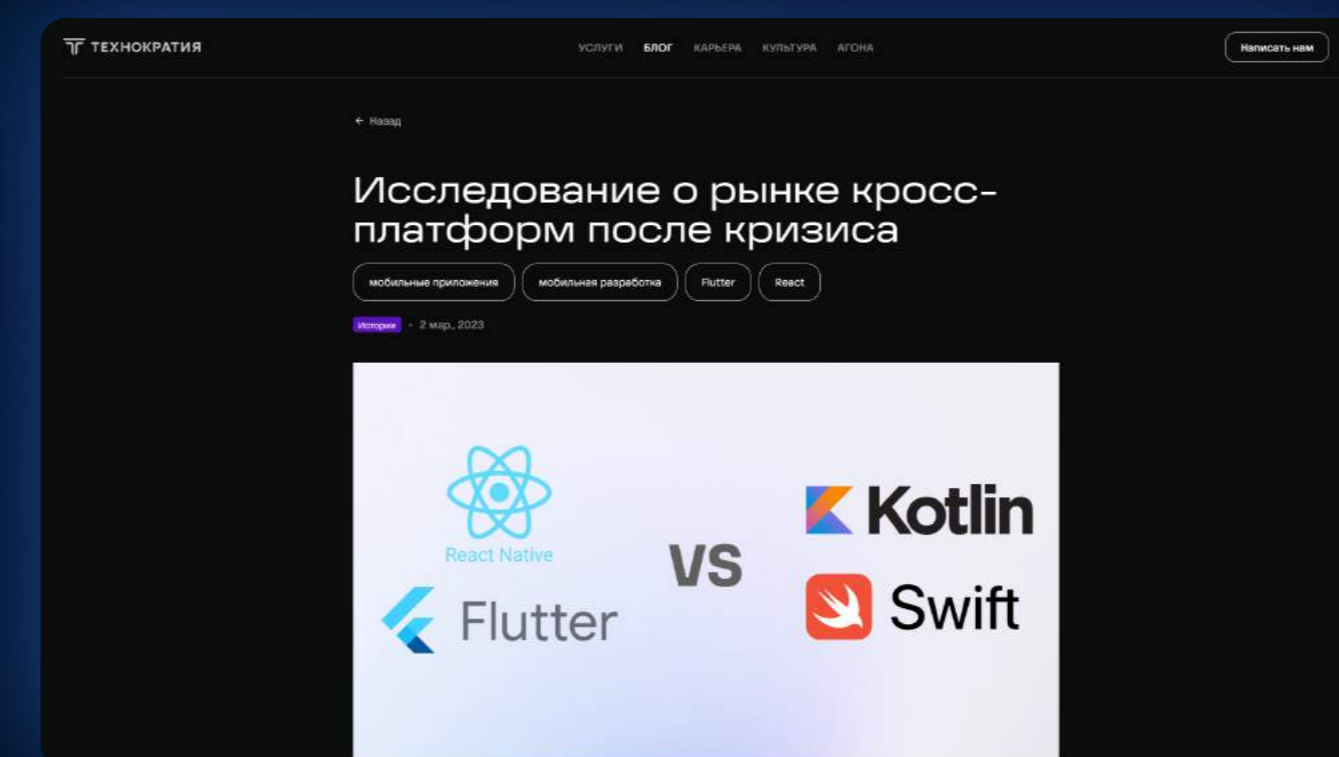 ТЕХНОКРАТИЯ
УСЛУГИ БЛОГ КАРЬЕРА КУЛЬТУРА АГОНА
Написать нам
← Назад
Исследование о рынке кросс-
платформ после кризиса
мобильные приложения мобильная разработка Flutter React
Истории • 2 мар., 2023
React Native
Flutter
VS
Kotlin
Swift